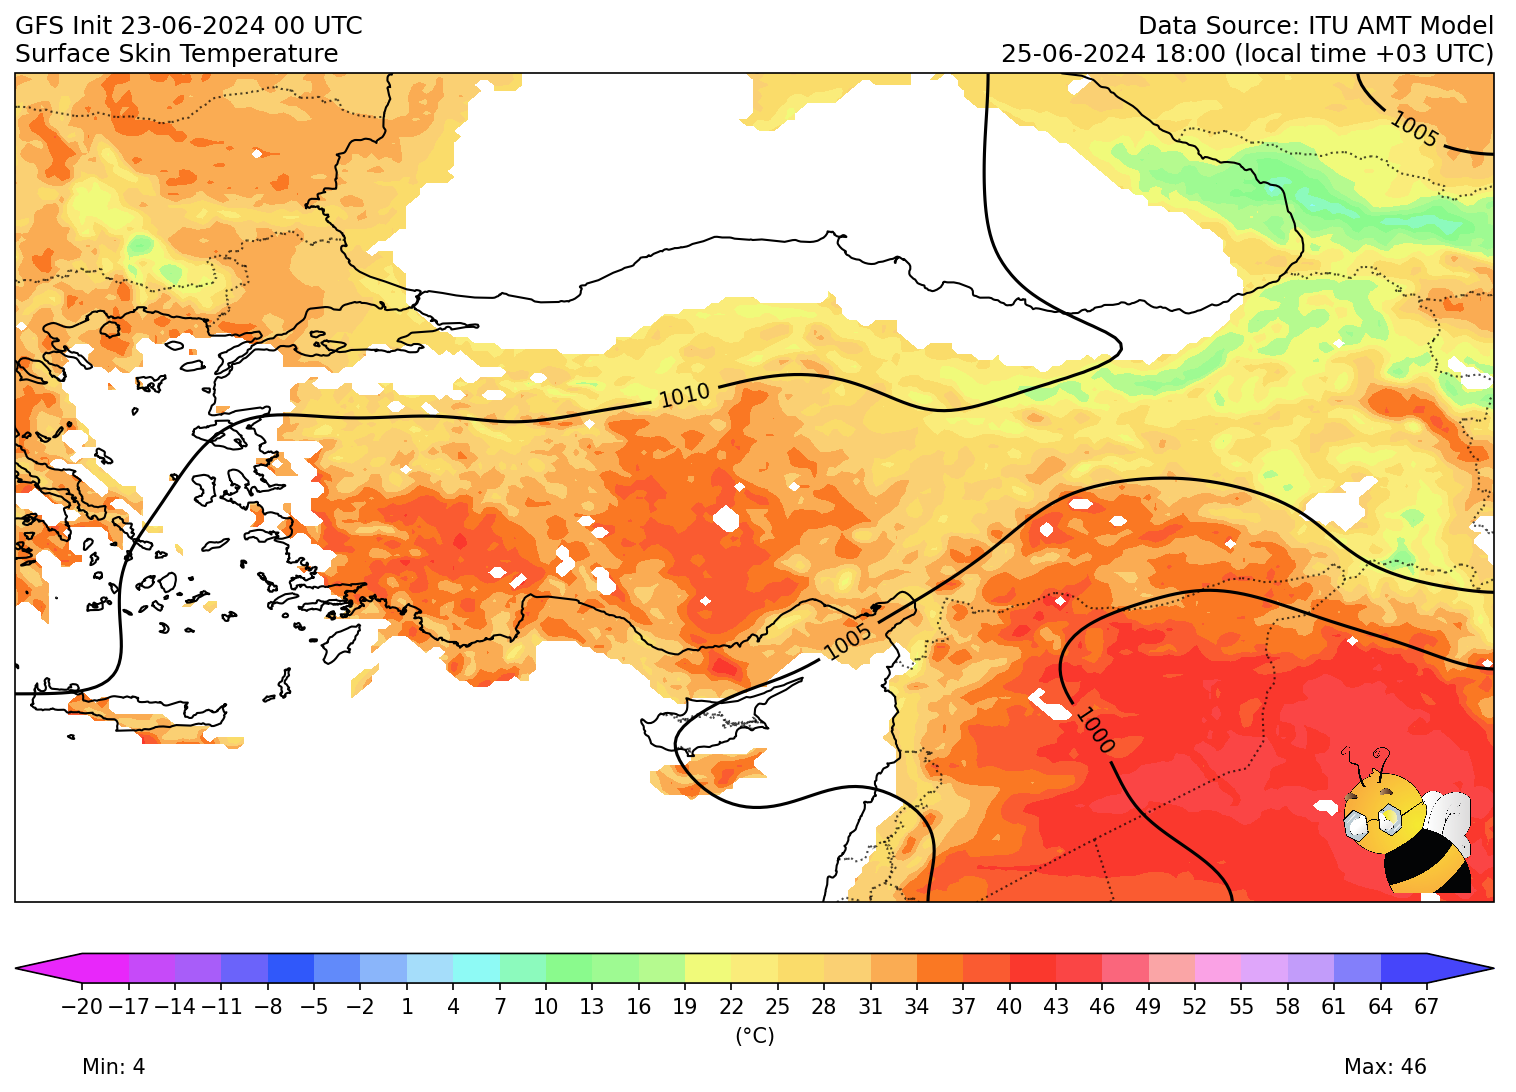 GFS Init 23-06-2024 00 UTC
Surface Skin Temperature
Data Source: ITU AMT Model
25-06-2024 18:00 (local time +03 UTC)
1005
1010
1005
1000
−20 −17 −14 −11 −8 −5 −2 1 4 7 10 13 16 19 22 25 28 31 34 37 40 43 46 49 52 55 58 61 64 67
(°C)
Min: 4
Max: 46